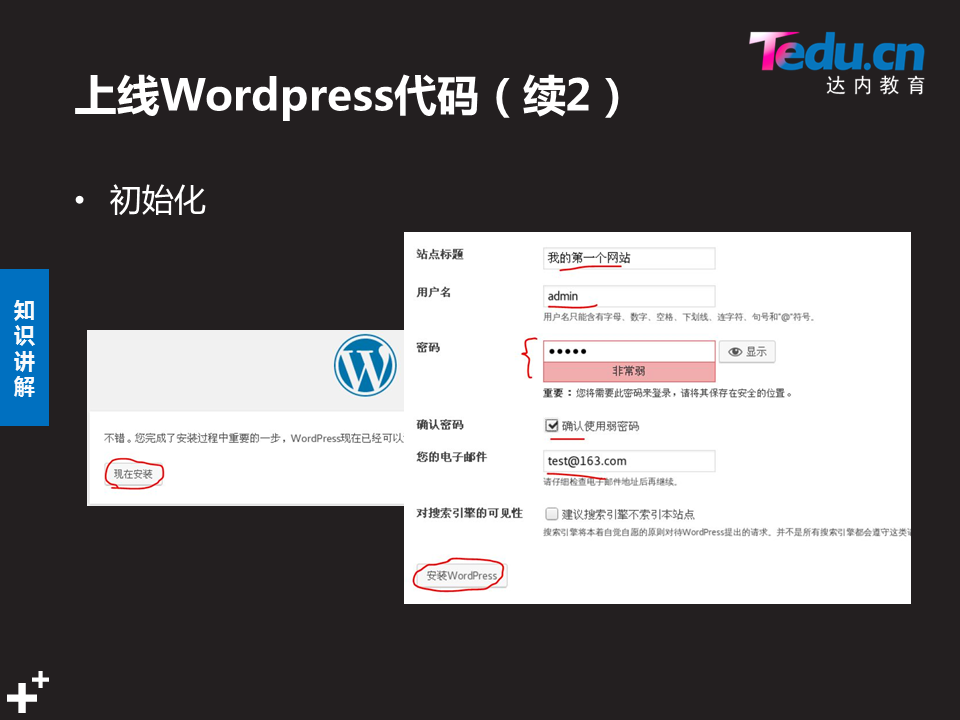 Tedu.cn
达内教育
上线Wordpress代码（续2）
• 初始化
知识讲解
不错。您完成了安装过程中重要的一步，WordPress现在已经可以
现在安装
站点标题 我的第一个网站
用户名 admin
用户名只能含有字母、数字、空格、下划线、连字符、句号和“@”符号。
密码 ●●●●● 显示
非常弱
重要：您将需要此密码来登录，请将其保存在安全的位置。
确认密码 确认使用弱密码
您的电子邮件 test@163.com
请仔细检查电子邮件地址后再继续。
对搜索引擎的可见性 建议搜索引擎不索引本站点
搜索引擎将本着自觉自愿的原则对待WordPress提出的请求。并不是所有搜索引擎都会遵守这类
安装WordPress